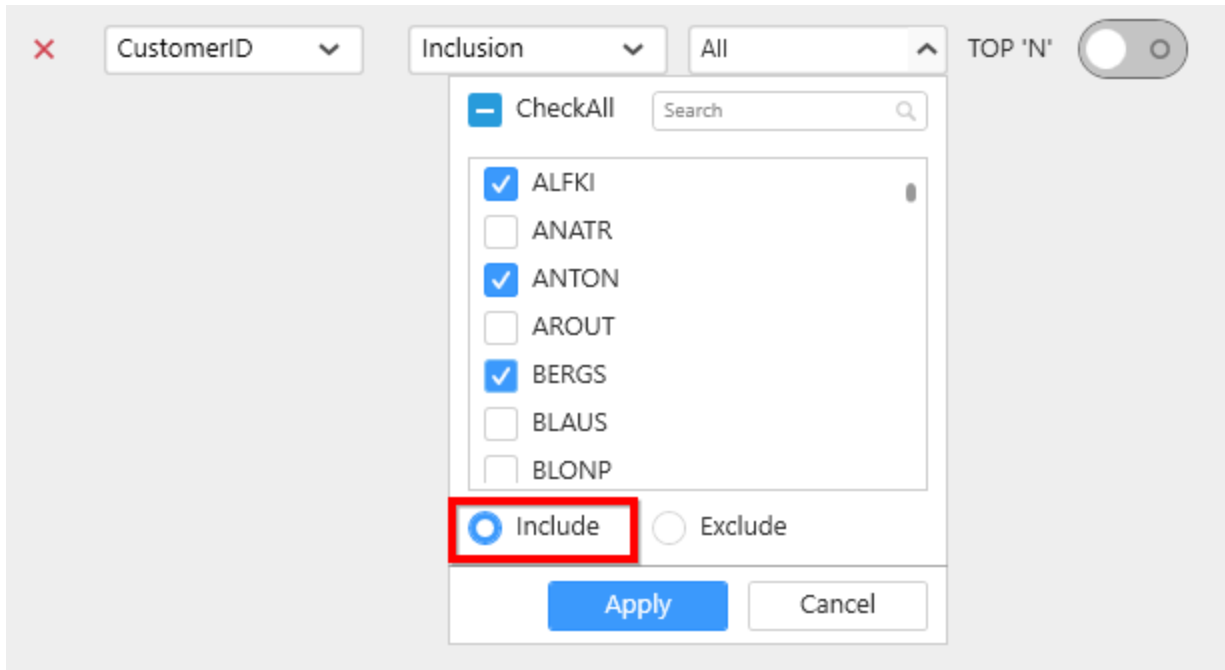 CustomerID Inclusion All TOP 'N'
CheckAll Search
ALFKI
ANATR
ANTON
AROUT
BERGS
BLAUS
BLONP
Include Exclude
Apply Cancel